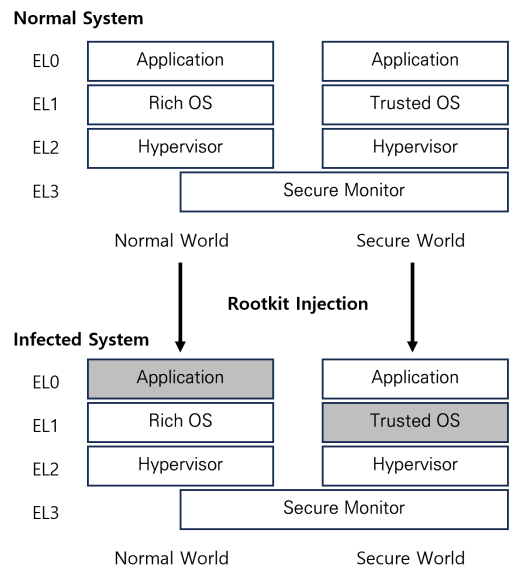 Normal System
EL0 Application Application
EL1 Rich OS Trusted OS
EL2 Hypervisor Hypervisor
EL3 Secure Monitor
Normal World Secure World
Rootkit Injection
Infected System
EL0 Application Application
EL1 Rich OS Trusted OS
EL2 Hypervisor Hypervisor
EL3 Secure Monitor
Normal World Secure World